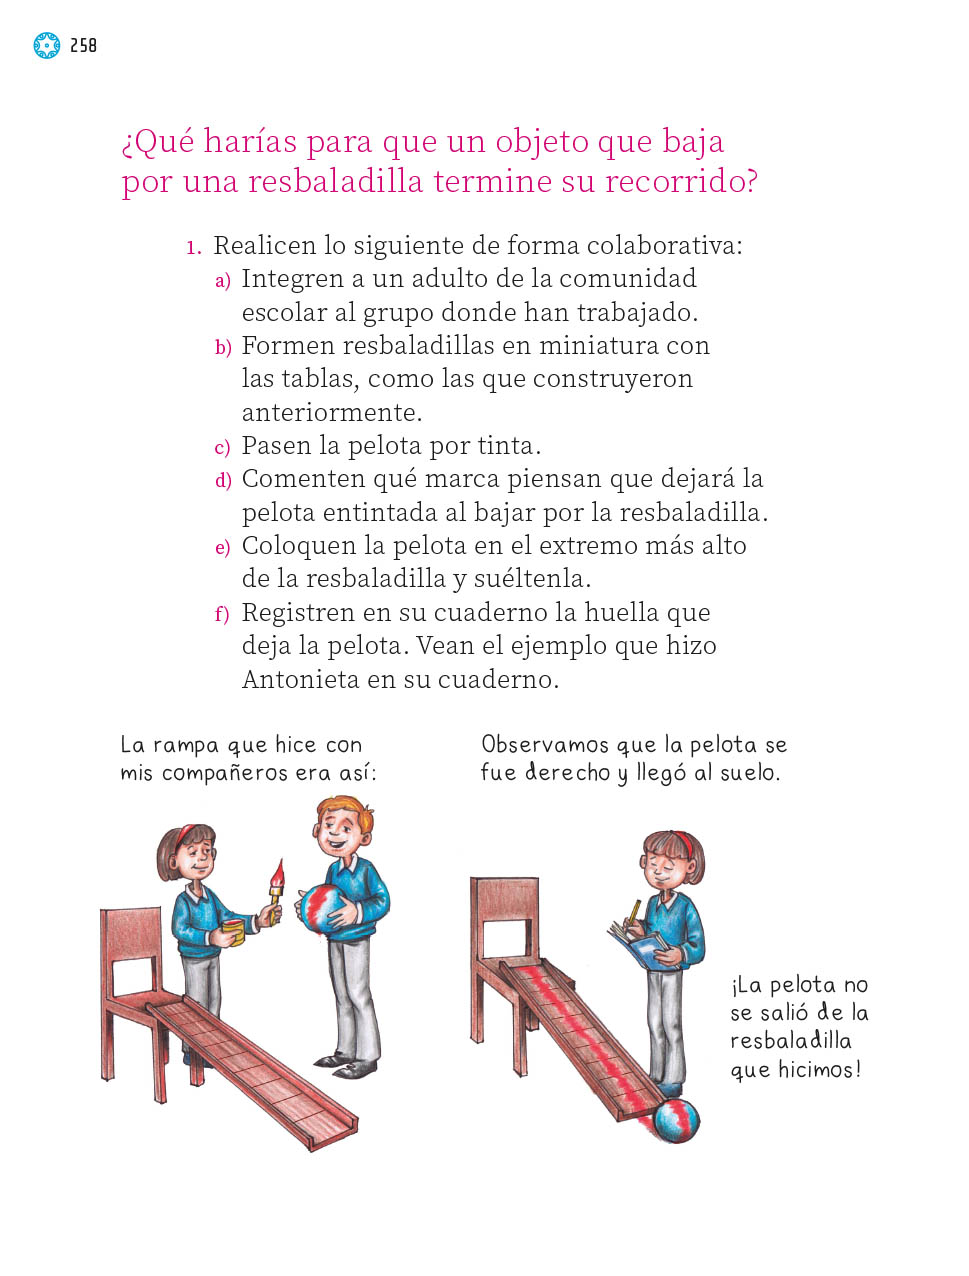 258
¿Qué harías para que un objeto que baja
por una resbaladilla termine su recorrido?
1. Realicen lo siguiente de forma colaborativa:
a) Integren a un adulto de la comunidad
escolar al grupo donde han trabajado.
b) Formen resbaladillas en miniatura con
las tablas, como las que construyeron
anteriormente.
c) Pasen la pelota por tinta.
d) Comenten qué marca piensan que dejará la
pelota entintada al bajar por la resbaladilla.
e) Coloquen la pelota en el extremo más alto
de la resbaladilla y suéltenla.
f) Registren en su cuaderno la huella que
deja la pelota. Vean el ejemplo que hizo
Antonieta en su cuaderno.
La rampa que hice con
mis compañeros era así:
Observamos que la pelota se
fue derecho y llegó al suelo.
¡La pelota no
se salió de la
resbaladilla
que hicimos!